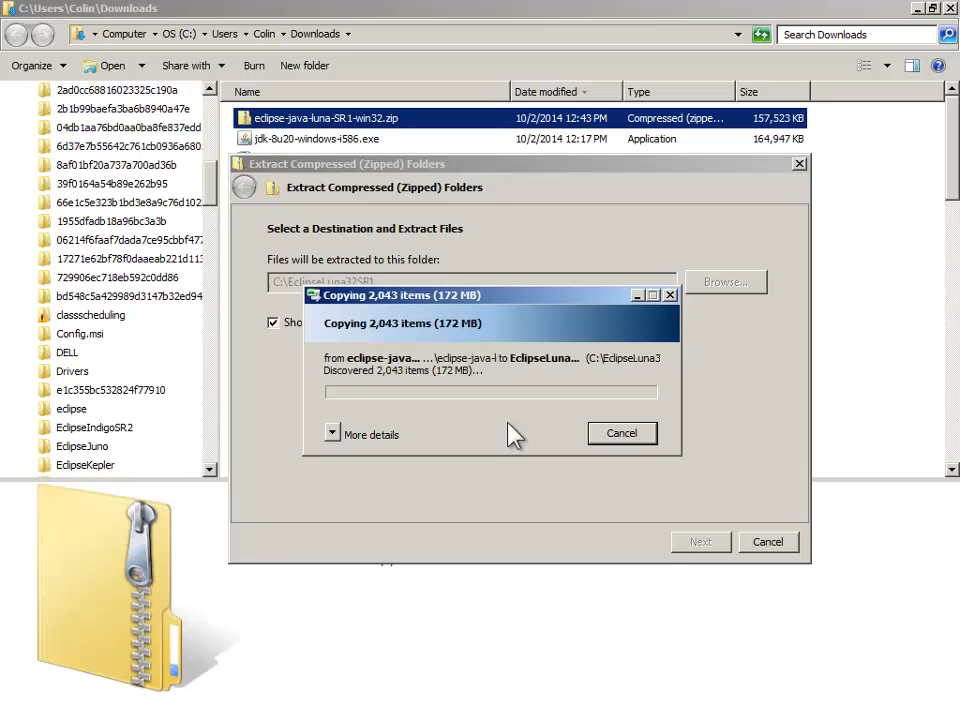 C:\Users\Colin\Downloads
Computer OS (C:) Users Colin Downloads
Search Downloads
Organize Open Share with Burn New folder
2ad0cc68816023325c190a
2b1b99baefa3ba6b8940a47e
04db1aa76bd0aa0ba8fe837edd
6d37e7b55642c761cb0936a680
8af01bf20a737a700ad36b
39f0164a54b89e262b95
66e1c5e323b1bd3e8a9c76d102
1955dfadb18a96bc3a3b
06214f6faaf7dada7ce95cbbf477
17271e62bf78f0daaeab221d113
729906ec718eb592c0dd86
bd548c5a429989d3147b32ed94
classscheduling
Config.msi
DELL
Drivers
e1c355bc532824f77910
eclipse
EclipseIndigoSR2
EclipseJuno
EclipseKepler
Name Date modified Type Size
eclipse-java-luna-SR1-win32.zip 10/2/2014 12:43 PM Compressed (zippe... 157,523 KB
jdk-8u20-windows-i586.exe 10/2/2014 12:17 PM Application 164,947 KB
Extract Compressed (Zipped) Folders
Extract Compressed (Zipped) Folders
Select a Destination and Extract Files
Files will be extracted to this folder:
C:\EclipseLuna32SR1
Browse...
Sho
Copying 2,043 items (172 MB)
Copying 2,043 items (172 MB)
from eclipse-java... ...\eclipse-java-l to EclipseLuna... (C:\EclipseLuna3
Discovered 2,043 items (172 MB)...
More details
Cancel
Next
Cancel